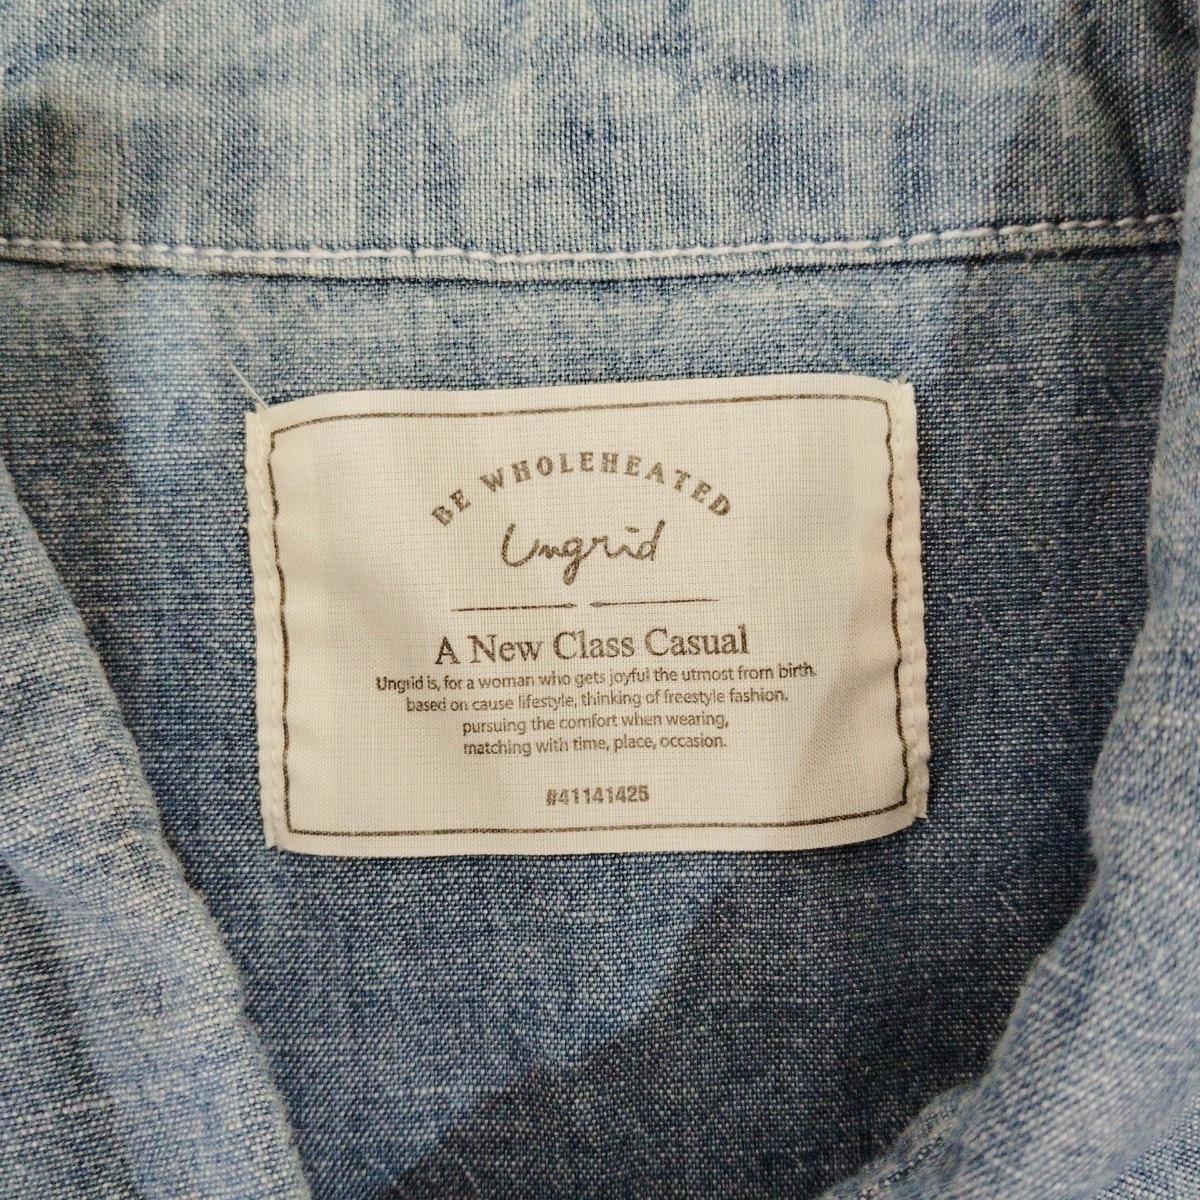 BE WHOLEHEATED
Ungrid
A New Class Casual
Ungrid is, for a woman who gets joyful the utmost from birth.
based on cause lifestyle, thinking of freestyle fashion.
pursuing the comfort when wearing,
matching with time, place, occasion.
#41141425